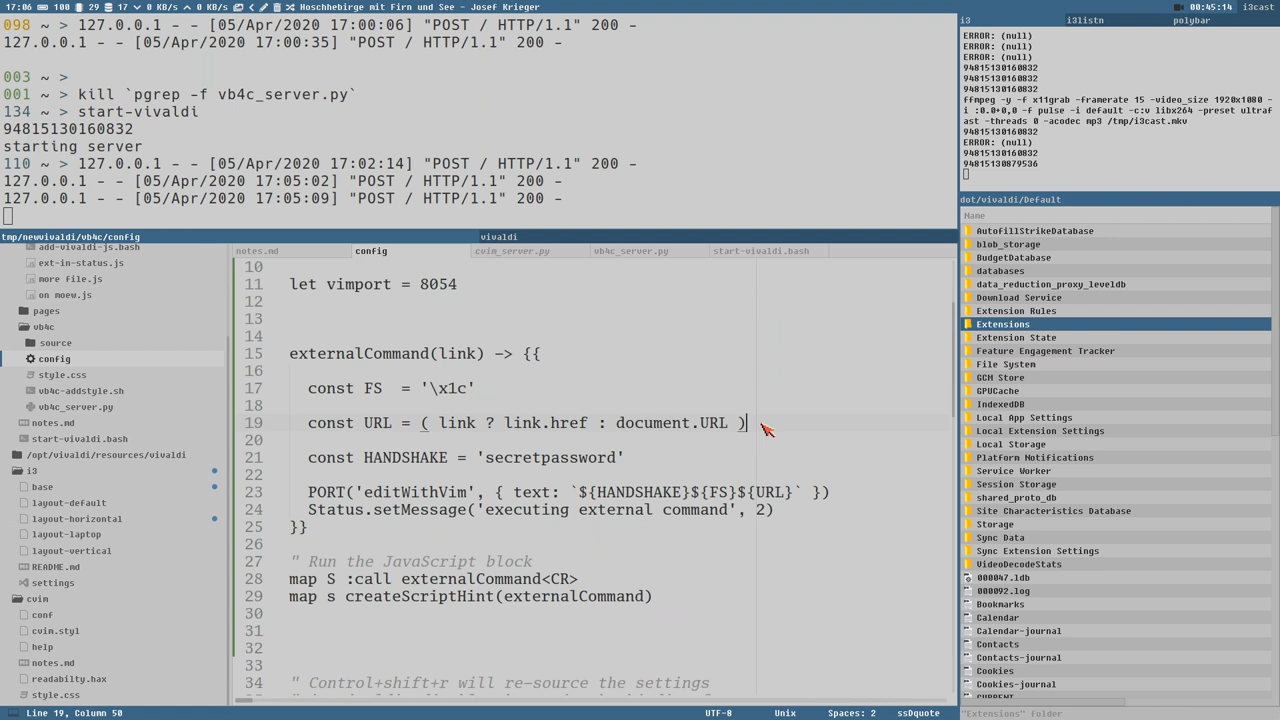 17:06 100 29 17 0 KB/S 0 KB/S Hoschhebirge mit Firn und See - Josef Krieger 00:45:14 i3cast
098 ~ > 127.0.0.1 - - [05/Apr/2020 17:00:06] "POST / HTTP/1.1" 200 -
127.0.0.1 - - [05/Apr/2020 17:00:35] "POST / HTTP/1.1" 200 -
003 ~ >
001 ~ > kill `pgrep -f vb4c_server.py`
134 ~ > start-vivaldi
94815130160832
starting server
110 ~ > 127.0.0.1 - - [05/Apr/2020 17:02:14] "POST / HTTP/1.1" 200 -
127.0.0.1 - - [05/Apr/2020 17:05:02] "POST / HTTP/1.1" 200 -
127.0.0.1 - - [05/Apr/2020 17:05:09] "POST / HTTP/1.1" 200 -
i3 i3listn polybar
ERROR: (null)
ERROR: (null)
ERROR: (null)
94815130160832
94815130160832
94815130160832
ffmpeg -y -f x11grab -framerate 15 -video_size 1920x1080 -
i :0.0+0,0 -f pulse -i default -c:v libx264 -preset ultraf
ast -threads 0 -acodec mp3 /tmp/i3cast.mkv
94815130160832
ERROR: (null)
94815130160832
94815130879536
tmp/newvivaldi/vb4c/config vivaldi
add-vivaldi-js.bash
ext-in-status.js
more file.js
on moew.js
pages
vb4c
source
config
style.css
vb4c-addstyle.sh
vb4c_server.py
notes.md
start-vivaldi.bash
/opt/vivaldi/resources/vivaldi
i3
base
layout-default
layout-horizontal
layout-laptop
layout-vertical
README.md
settings
cvim
conf
cvim.styl
help
notes.md
readabilty.hax
style.css
notes.md config cvim_server.py vb4c_server.py start-vivaldi.bash
10
11 let vimport = 8054
12
13
14
15 externalCommand(link) -> {{
16
17 const FS = '\x1c'
18
19 const URL = ( link ? link.href : document.URL )
20
21 const HANDSHAKE = 'secretpassword'
22
23 PORT('editWithVim', { text: `${HANDSHAKE}${FS}${URL}` })
24 Status.setMessage('executing external command', 2)
25 }}
26
27 " Run the JavaScript block
28 map S :call externalCommand<CR>
29 map s createScriptHint(externalCommand)
30
31
32
33
34 " Control+shift+r will re-source the settings
dot/vivaldi/Default
Name
AutofillStrikeDatabase
blob_storage
BudgetDatabase
databases
data_reduction_proxy_leveldb
Download Service
Extension Rules
Extensions
Extension State
Feature Engagement Tracker
File System
GCM Store
GPUCache
IndexedDB
Local App Settings
Local Extension Settings
Local Storage
Platform Notifications
Service Worker
Session Storage
shared_proto_db
Site Characteristics Database
Storage
Sync Data
Sync Extension Settings
VideoDecodeStats
000047.ldb
000092.log
Bookmarks
Calendar
Calendar-journal
Contacts
Contacts-journal
Cookies
Cookies-journal
CURRENT
Line 19, Column 50 UTF-8 Unix Spaces: 2 ssDquote
"Extensions" folder